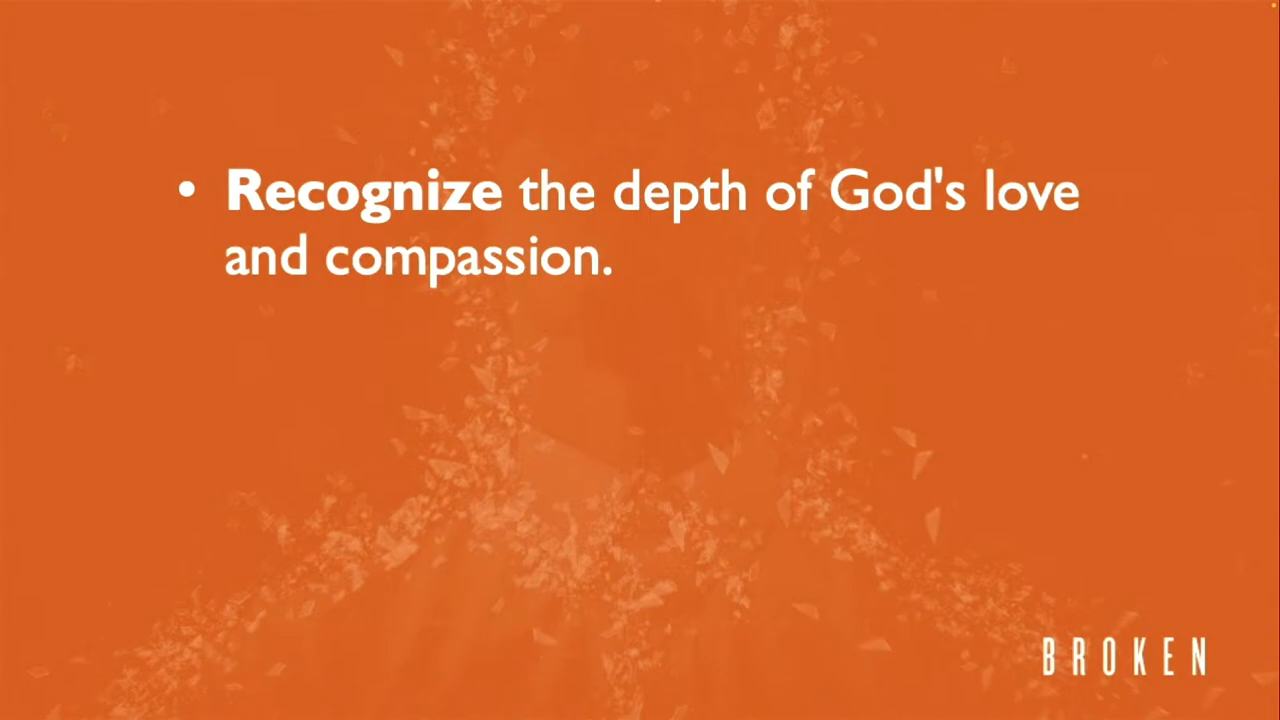 • Recognize the depth of God's love
and compassion.
BROKEN